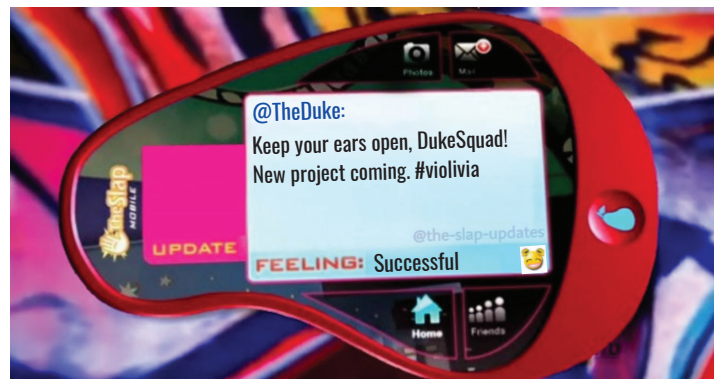 Photos
Mail
@TheDuke:
Keep your ears open, DukeSquad!
New project coming. #violivia
@the-slap-updates
FEELING: Successful
UPDATE
theSlap
MOBILE
Home
Friends